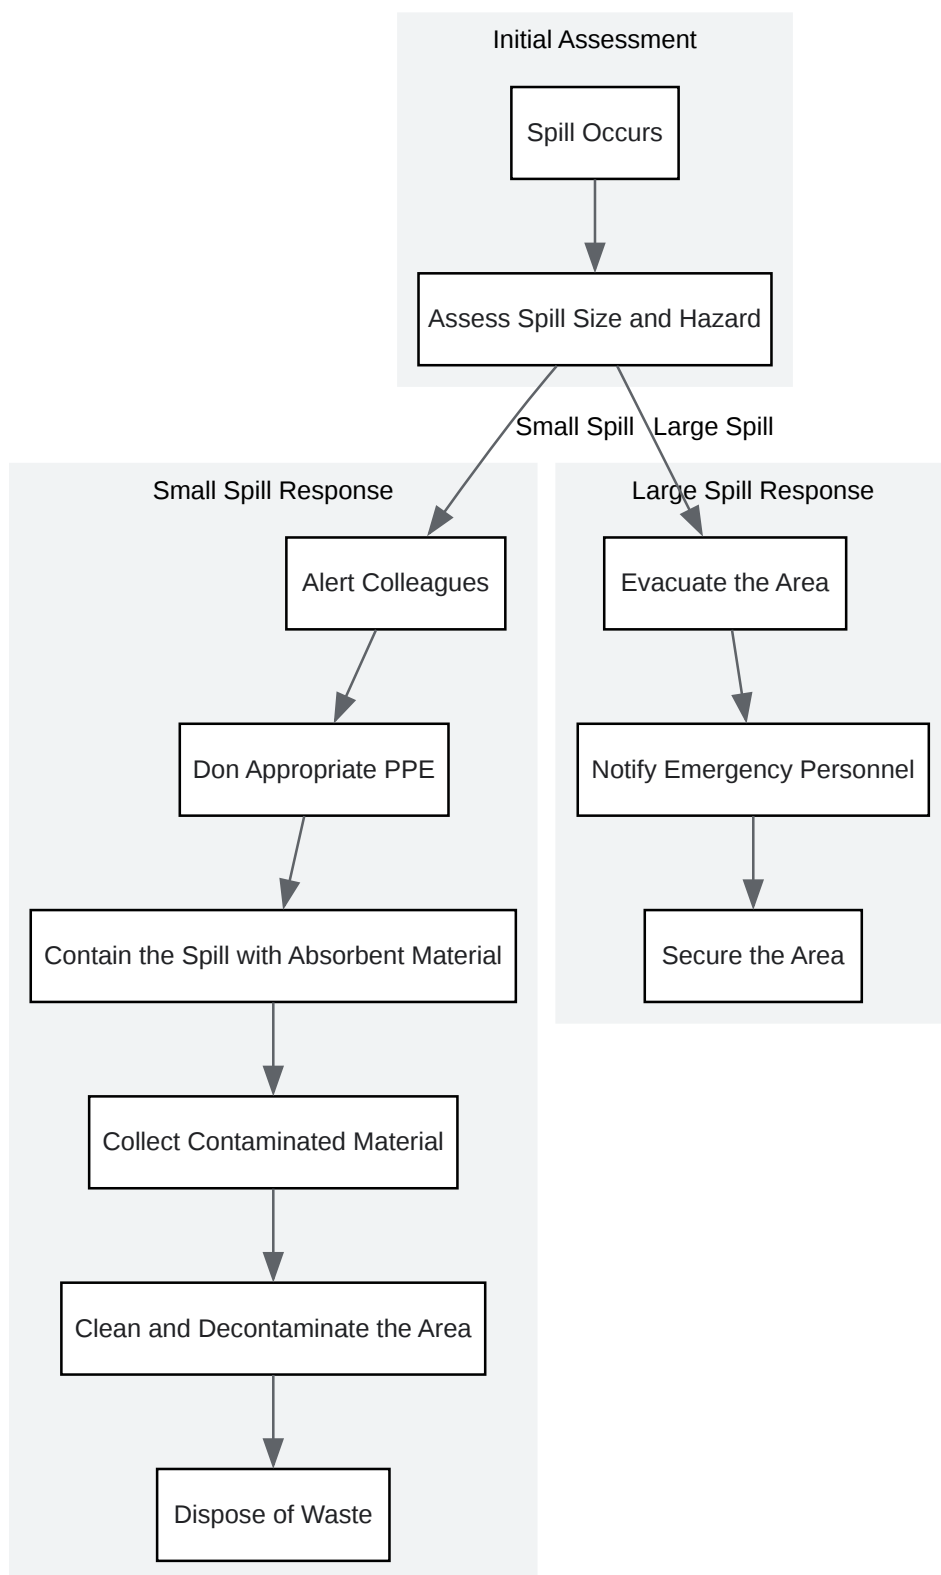 Initial Assessment
Spill Occurs
Assess Spill Size and Hazard
Small Spill
Large Spill
Small Spill Response
Large Spill Response
Alert Colleagues
Evacuate the Area
Don Appropriate PPE
Notify Emergency Personnel
Contain the Spill with Absorbent Material
Secure the Area
Collect Contaminated Material
Clean and Decontaminate the Area
Dispose of Waste